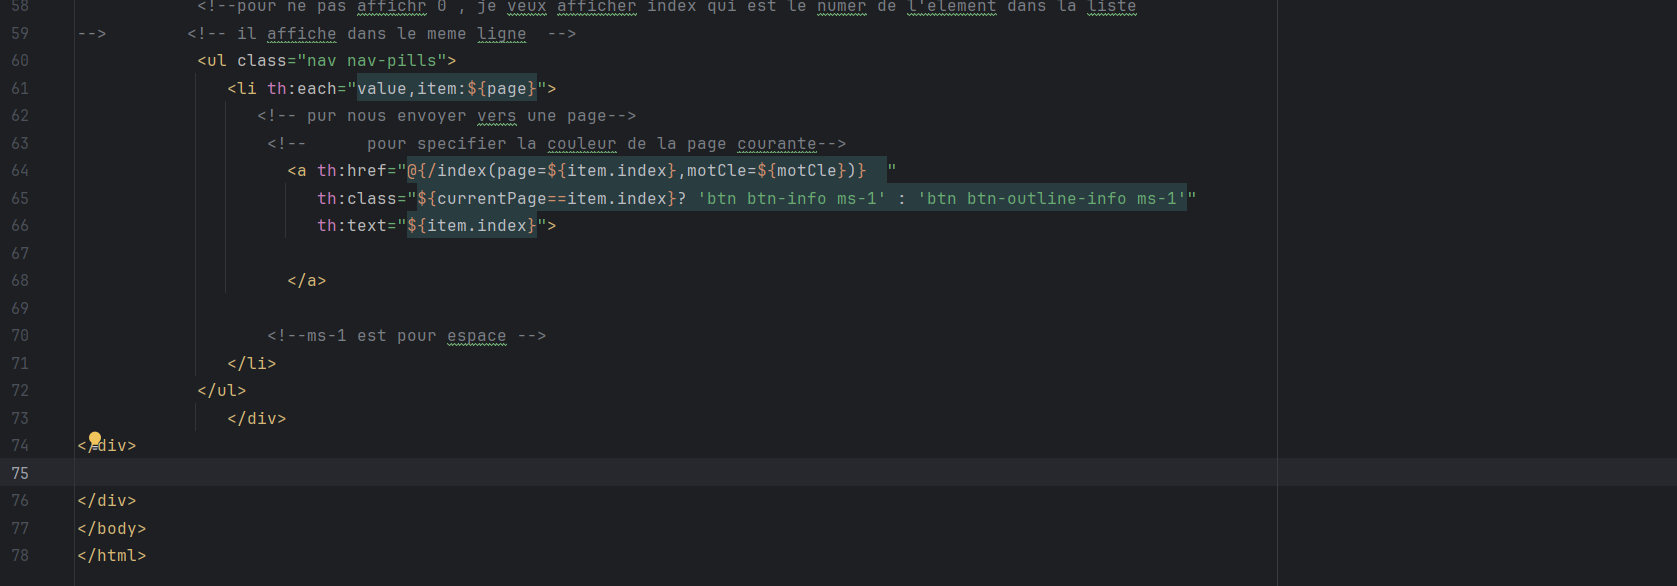 58 <!--pour ne pas affichr 0 , je veux afficher index qui est le numer de l'element dans la liste
59 --> <!-- il affiche dans le meme ligne -->
60 <ul class="nav nav-pills">
61 <li th:each="value,item:${page}">
62 <!-- pur nous envoyer vers une page-->
63 <!-- pour specifier la couleur de la page courante-->
64 <a th:href="@{/index(page=${item.index},motCle=${motCle})} "
65 th:class="${currentPage==item.index}? 'btn btn-info ms-1' : 'btn btn-outline-info ms-1'"
66 th:text="${item.index}">
67
68 </a>
69
70 <!--ms-1 est pour espace -->
71 </li>
72 </ul>
73 </div>
74 </div>
75
76 </div>
77 </body>
78 </html>